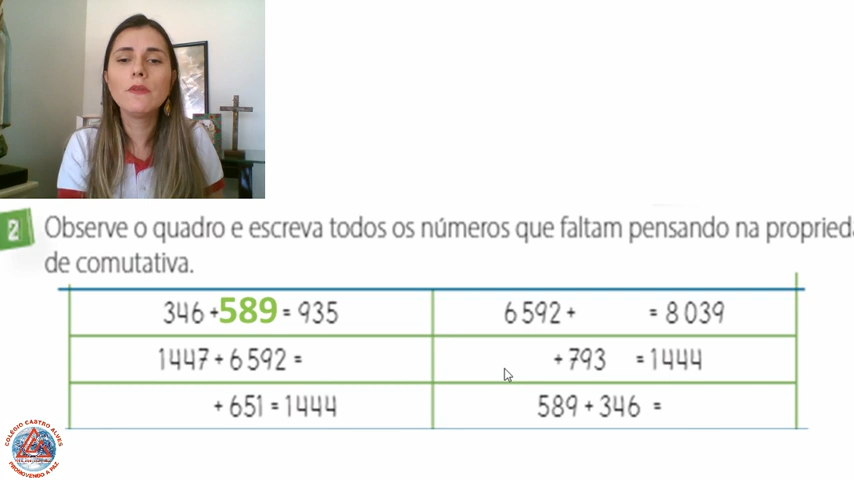 2 Observe o quadro e escreva todos os números que faltam pensando na proprieda
de comutativa.
346 + 589 = 935
6 592 + = 8 039
1447 + 6 592 =
+ 793 = 1444
+ 651 = 1444
589 + 346 =
COLÉGIO CASTRO ALVES
PROMOVENDO A PAZ